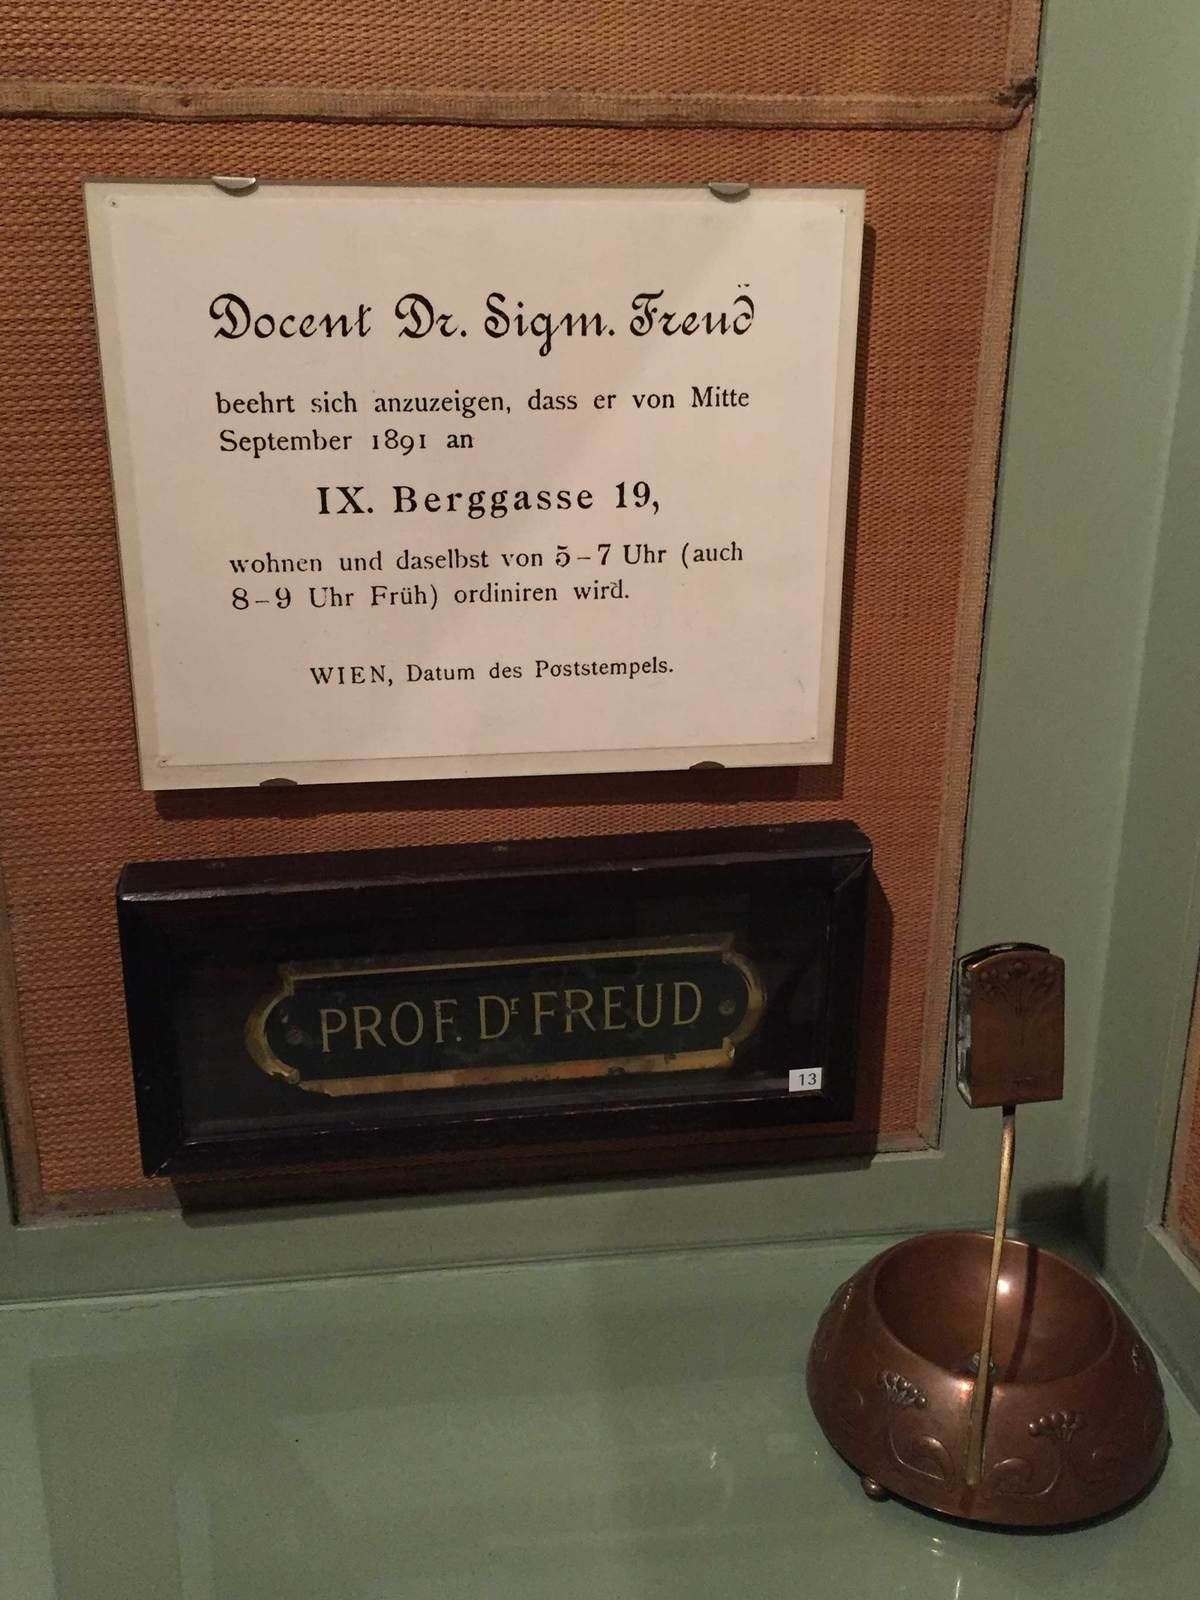 Docent Dr. Sigm. Freud
beehrt sich anzuzeigen, dass er von Mitte
September 1891 an
IX. Berggasse 19,
wohnen und daselbst von 5–7 Uhr (auch
8–9 Uhr Früh) ordiniren wird.
WIEN, Datum des Poststempels.
PROF. Dr FREUD
13